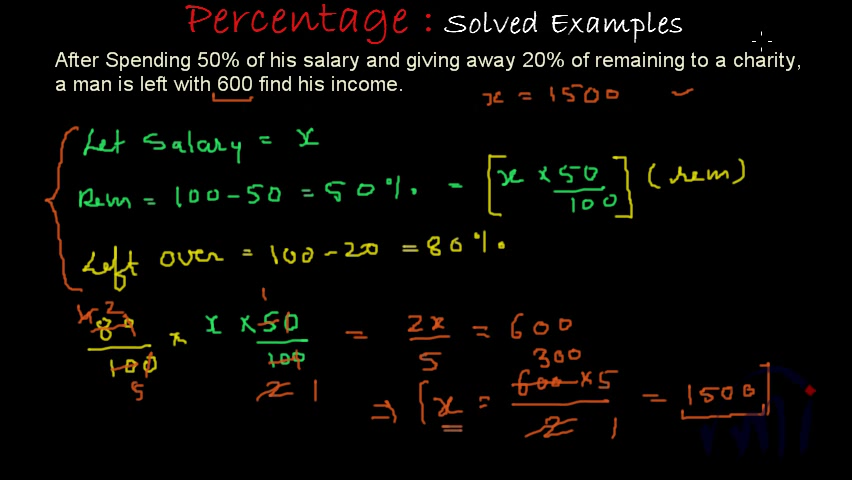 Percentage : Solved Examples
After Spending 50% of his salary and giving away 20% of remaining to a charity,
a man is left with 600 find his income.
x = 1500
Let Salary = x
Rem = 100 - 50 = 50%. = [x × 50/100] (rem)
Left over = 100 - 20 = 80%.
80/100 × x × 50/100 = 2x/5 = 600
⇒ [x = 600 × 5/2 = 1500]